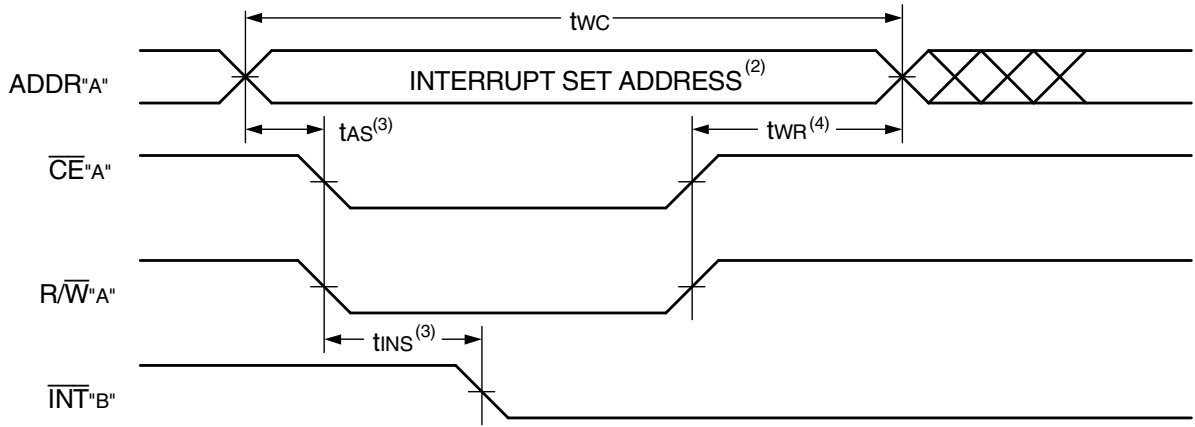 tWC
ADDR"A"
INTERRUPT SET ADDRESS(2)
tAS(3)
tWR(4)
CE"A"
R/W"A"
tINS(3)
INT"B"